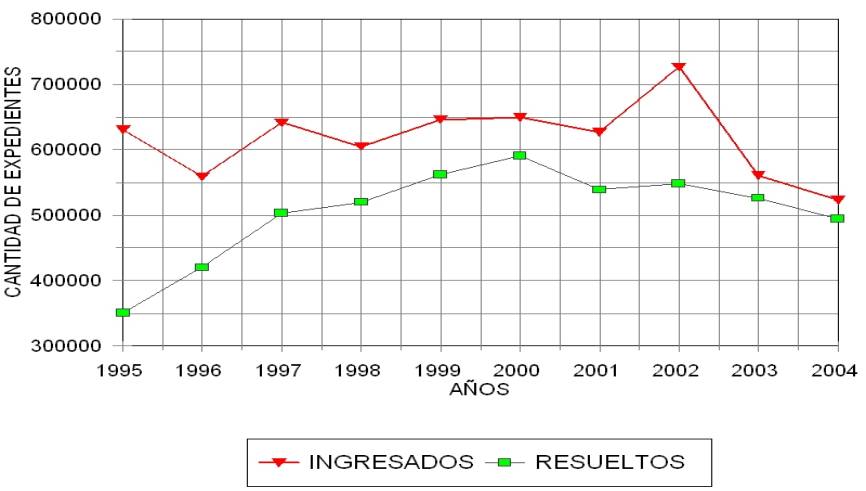 800000
700000
600000
500000
400000
300000
CANTIDAD DE EXPEDIENTES
1995 1996 1997 1998 1999 2000 2001 2002 2003 2004
AÑOS
INGRESADOS RESUELTOS